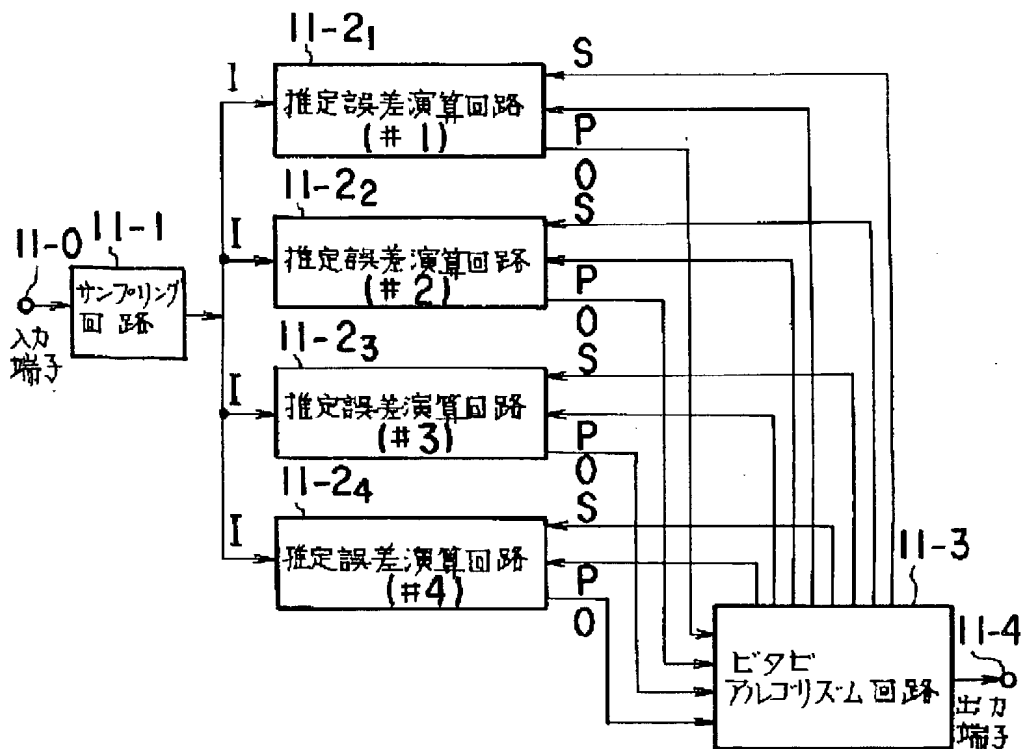 11-2₁
I
推定誤差演算回路
(#1)
S
P
O
11-2₂
I
推定誤差演算回路
(#2)
S
P
O
11-2₃
I
推定誤差演算回路
(#3)
S
P
O
11-2₄
I
推定誤差演算回路
(#4)
S
P
O
11-0
入力
端子
11-1
サンプリング
回路
11-3
ビタビ
アルゴリズム回路
11-4
出力
端子